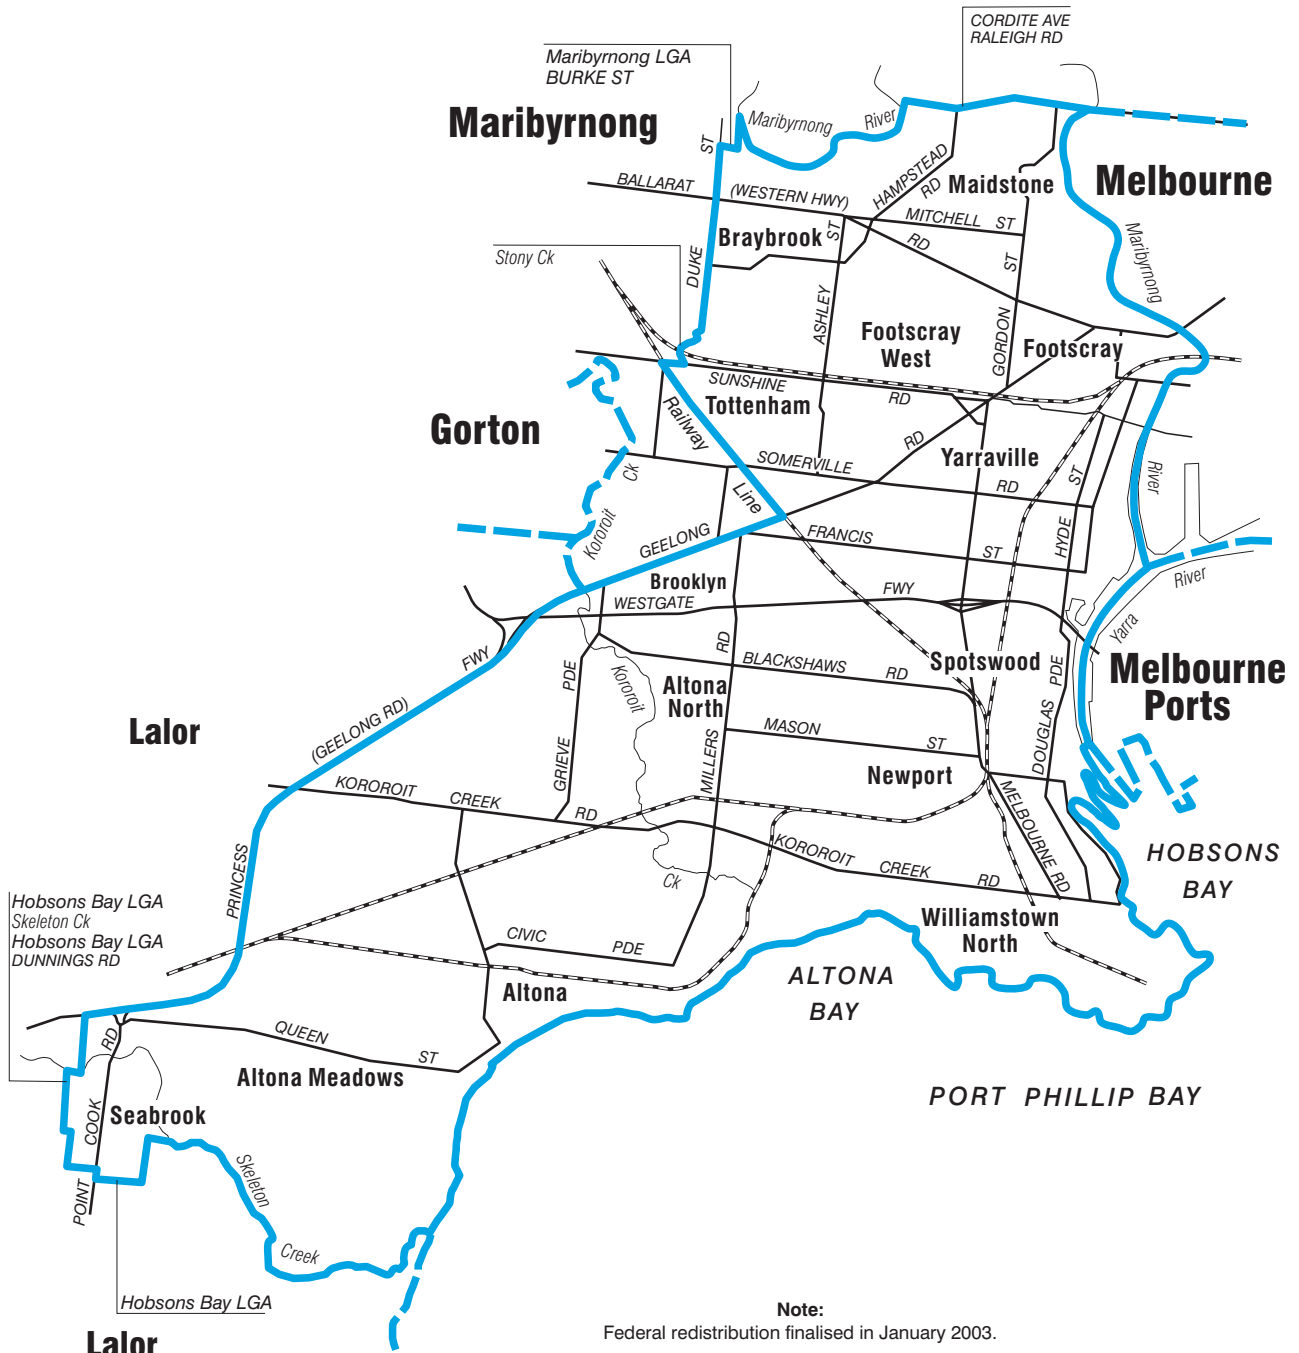 CORDITE AVE
RALEIGH RD
Maribyrnong LGA
BURKE ST
Maribyrnong
Maribyrnong
River
ST
HAMPSTEAD
RD
Maidstone
Melbourne
BALLARAT
(WESTERN HWY)
MITCHELL ST
Braybrook
ST
RD
Maribyrnong
Stony Ck
DUKE
ST
ASHLEY
Footscray
West
GORDON
Footscray
SUNSHINE
RD
Tottenham
Gorton
Railway
RD
Yarraville
SOMERVILLE
RD
ST
River
Ck
Line
Kororoit
GEELONG
FRANCIS
ST
HYDE
Brooklyn
WESTGATE
FWY
River
Yarra
FWY
RD
BLACKSHAWS
RD
Spotswood
PDE
PDE
Kororoit
Altona
North
Melbourne
Ports
Lalor
(GEELONG RD)
MASON
ST
DOUGLAS
GRIEVE
MILLERS
Newport
KOROROIT
CREEK
RD
MELBOURNE RD
KOROROIT
CREEK
RD
HOBSONS
BAY
PRINCESS
Ck
Hobsons Bay LGA
Skeleton Ck
Hobsons Bay LGA
DUNNINGS RD
Williamstown
North
CIVIC
PDE
ALTONA
BAY
Altona
RD
QUEEN
ST
Altona Meadows
PORT PHILLIP BAY
COOK
Seabrook
Skeleton
POINT
Creek
Hobsons Bay LGA
Lalor
Note:
Federal redistribution finalised in January 2003.